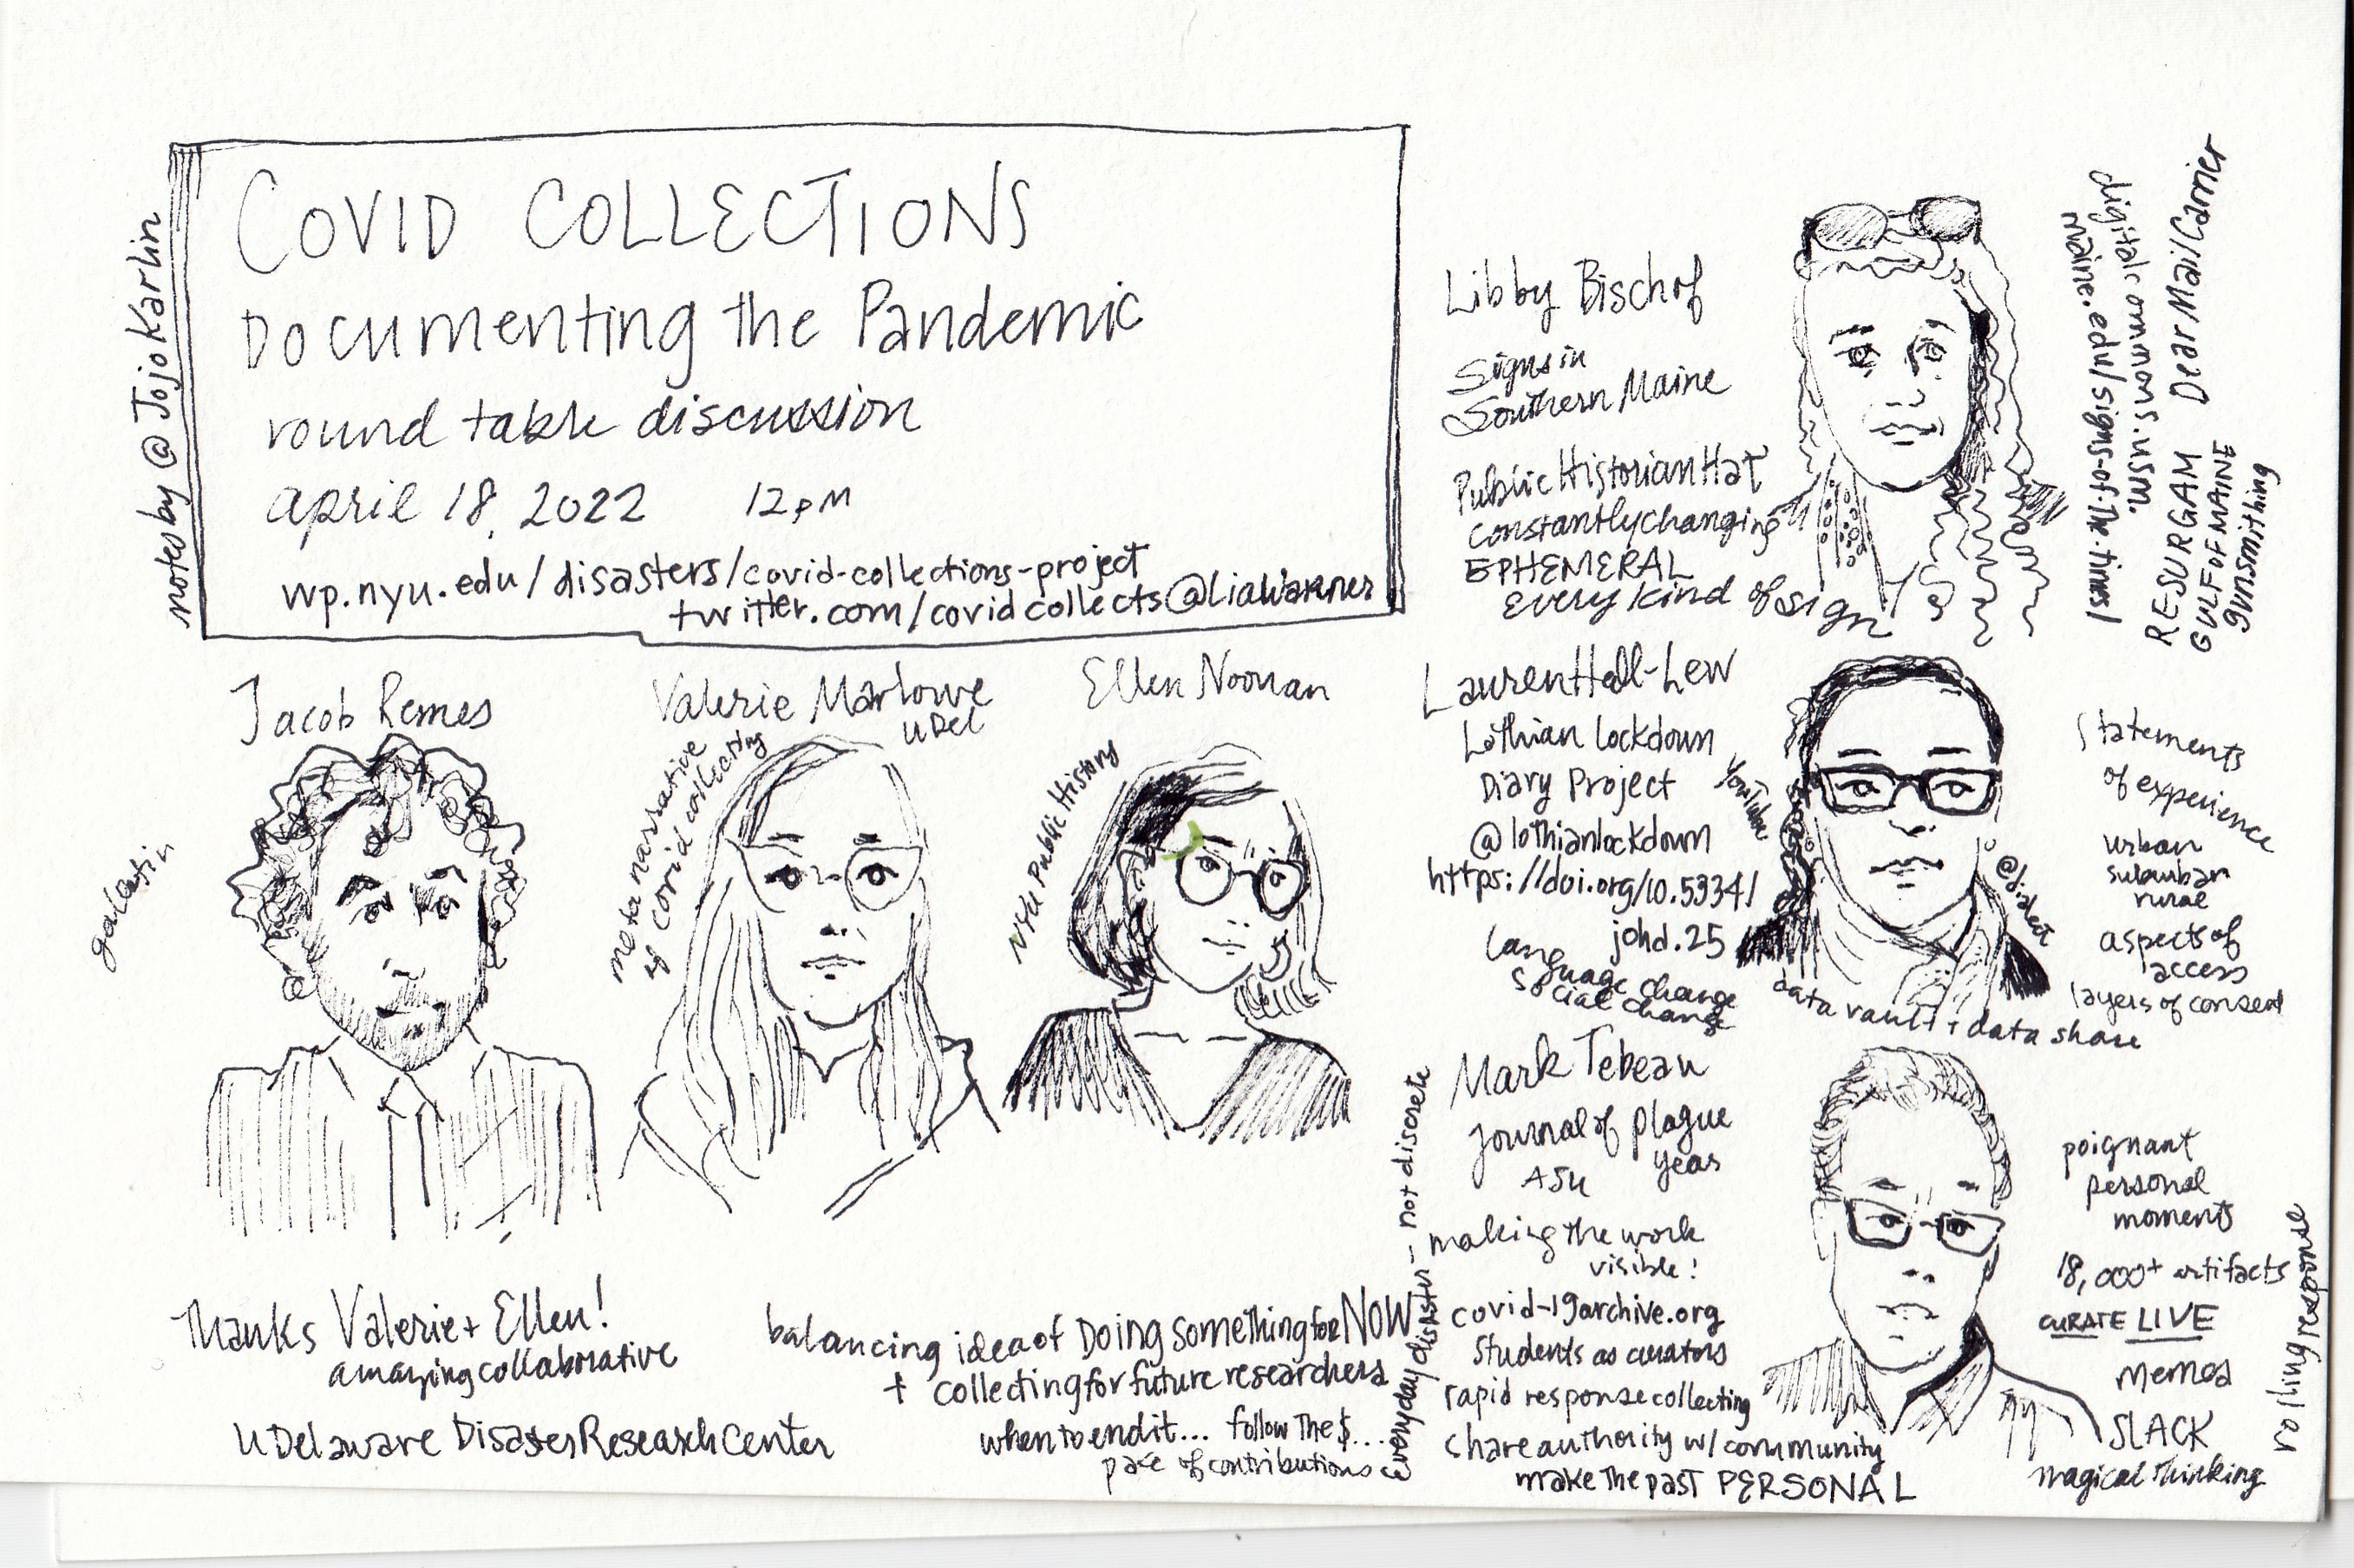 notes by @JojoKarlin
COVID COLLECTIONS
Documenting the Pandemic
round table discussion
april 18, 2022 12pm
wp.nyu.edu/disasters/covid-collections-project
twitter.com/covidcollects @LiaWarner
Jacob Remes
gallatin
Valerie Marlowe
UDel
meta narrative
of covid collecting
Ellen Noonan
NYU Public History
Thanks Valerie + Ellen!
amazing collaborative
UDelaware Disaster Research Center
balancing idea of Doing something for NOW
+ collecting for future researchers
when to end it... follow the $...
pace of contributions
everyday disaster - not discrete
Libby Bischof
Signs in
Southern Maine
Public Historian Hat
constantly changing
EPHEMERAL
every kind of sign
digitalcommons.usm.
maine.edu/signs-of-the-times/
Dear Mail Carrier
RESURGAM
GULF OF MAINE
gunsmithing
Lauren Hall-Lew
Lothian lockdown
Diary Project
@lothianlockdown
https://doi.org/10.5334/
johd.25
YouTube
language change
social change
data vault + data share
Statements
of experience
urban
suburban
rural
aspects of
access
layers of consent
Mark Tebeau
Journal of plague
year
ASU
making the work
visible!
covid-19archive.org
Students as curators
rapid response collecting
share authority w/ community
make the past PERSONAL
poignant
personal
moments
18,000+ artifacts
CURATE LIVE
memes
SLACK
magical thinking
rolling response